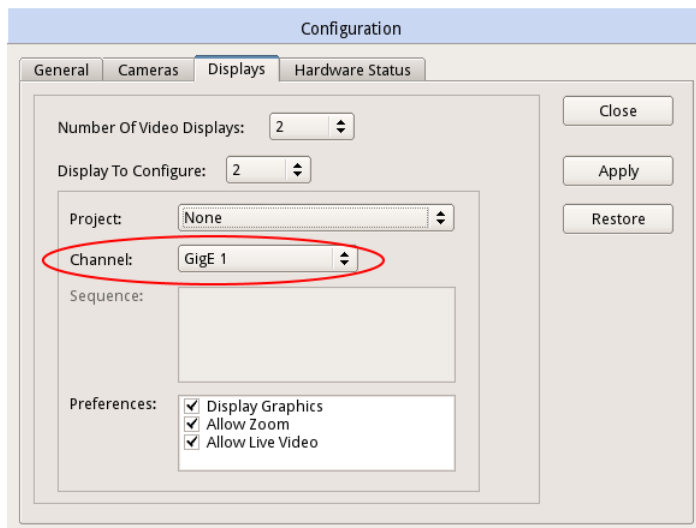 Configuration
General Cameras Displays Hardware Status
Number Of Video Displays: 2
Close
Display To Configure: 2
Apply
Project: None
Restore
Channel: GigE 1
Sequence:
Preferences: Display Graphics
Allow Zoom
Allow Live Video